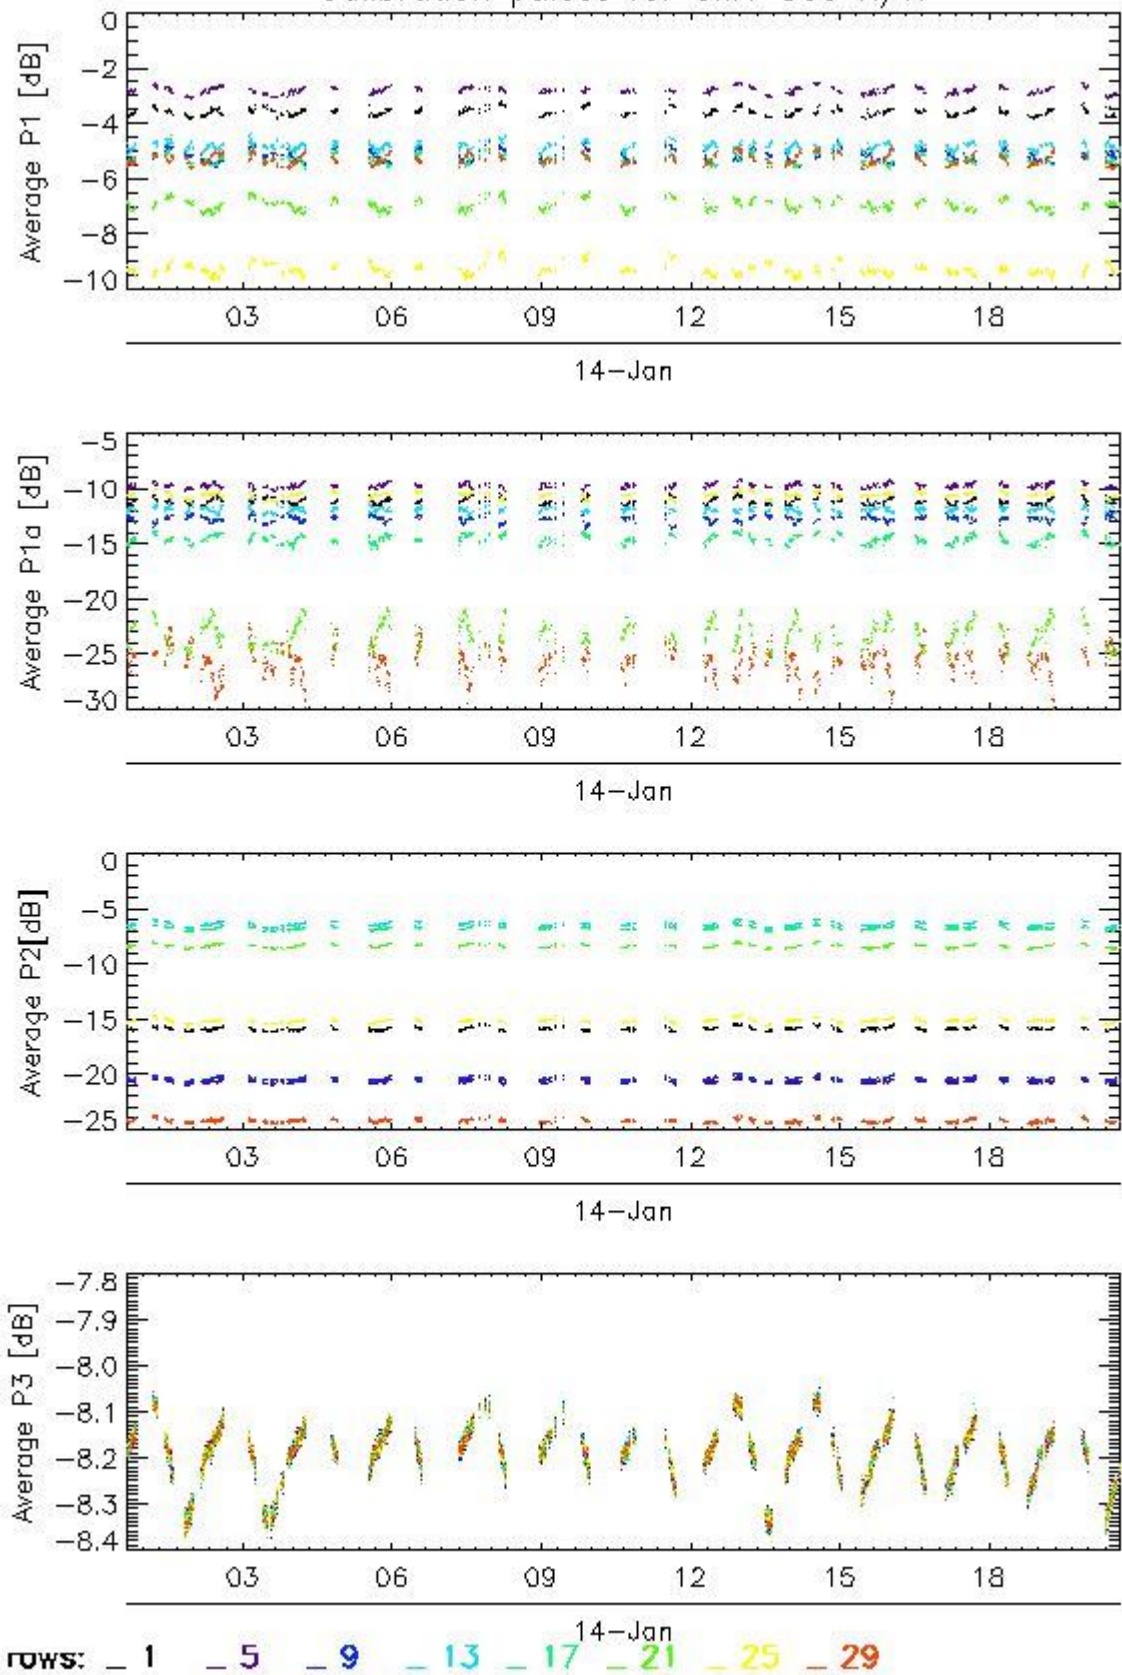 0
-2
-4
-6
-8
-10
Average P1 [dB]
03 06 09 12 15 18
14-Jan
-5
-10
-15
-20
-25
-30
Average P1a [dB]
03 06 09 12 15 18
14-Jan
0
-5
-10
-15
-20
-25
Average P2[dB]
03 06 09 12 15 18
14-Jan
-7.8
-7.9
-8.0
-8.1
-8.2
-8.3
-8.4
Average P3 [dB]
03 06 09 12 15 18
14-Jan
rows: _ 1 _ 5 _ 9 _ 13 _ 17 _ 21 _ 25 _ 29